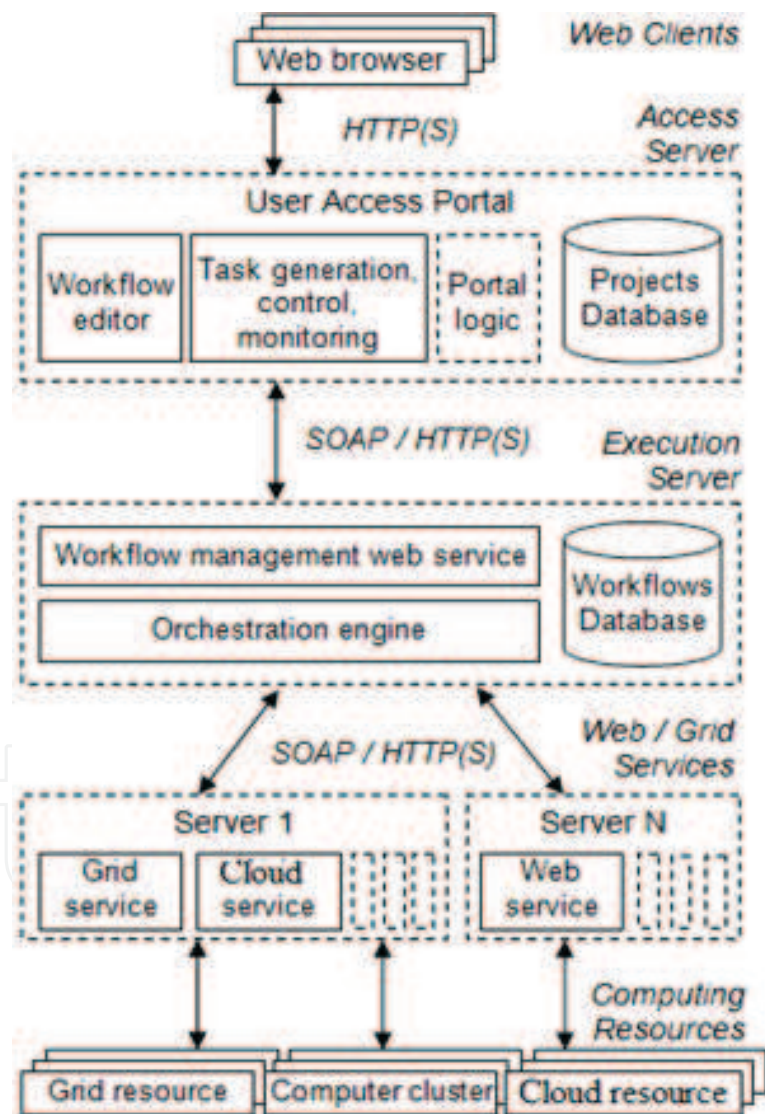 Web Clients
Web browser
HTTP(S)
Access
Server
User Access Portal
Workflow
editor
Task generation,
control,
monitoring
Portal
logic
Projects
Database
SOAP / HTTP(S)
Execution
Server
Workflow management web service
Orchestration engine
Workflows
Database
SOAP / HTTP(S)
Web / Grid
Services
Server 1
Server N
Grid
service
Cloud
service
Web
service
Computing
Resources
Grid resource
Computer cluster
Cloud resource